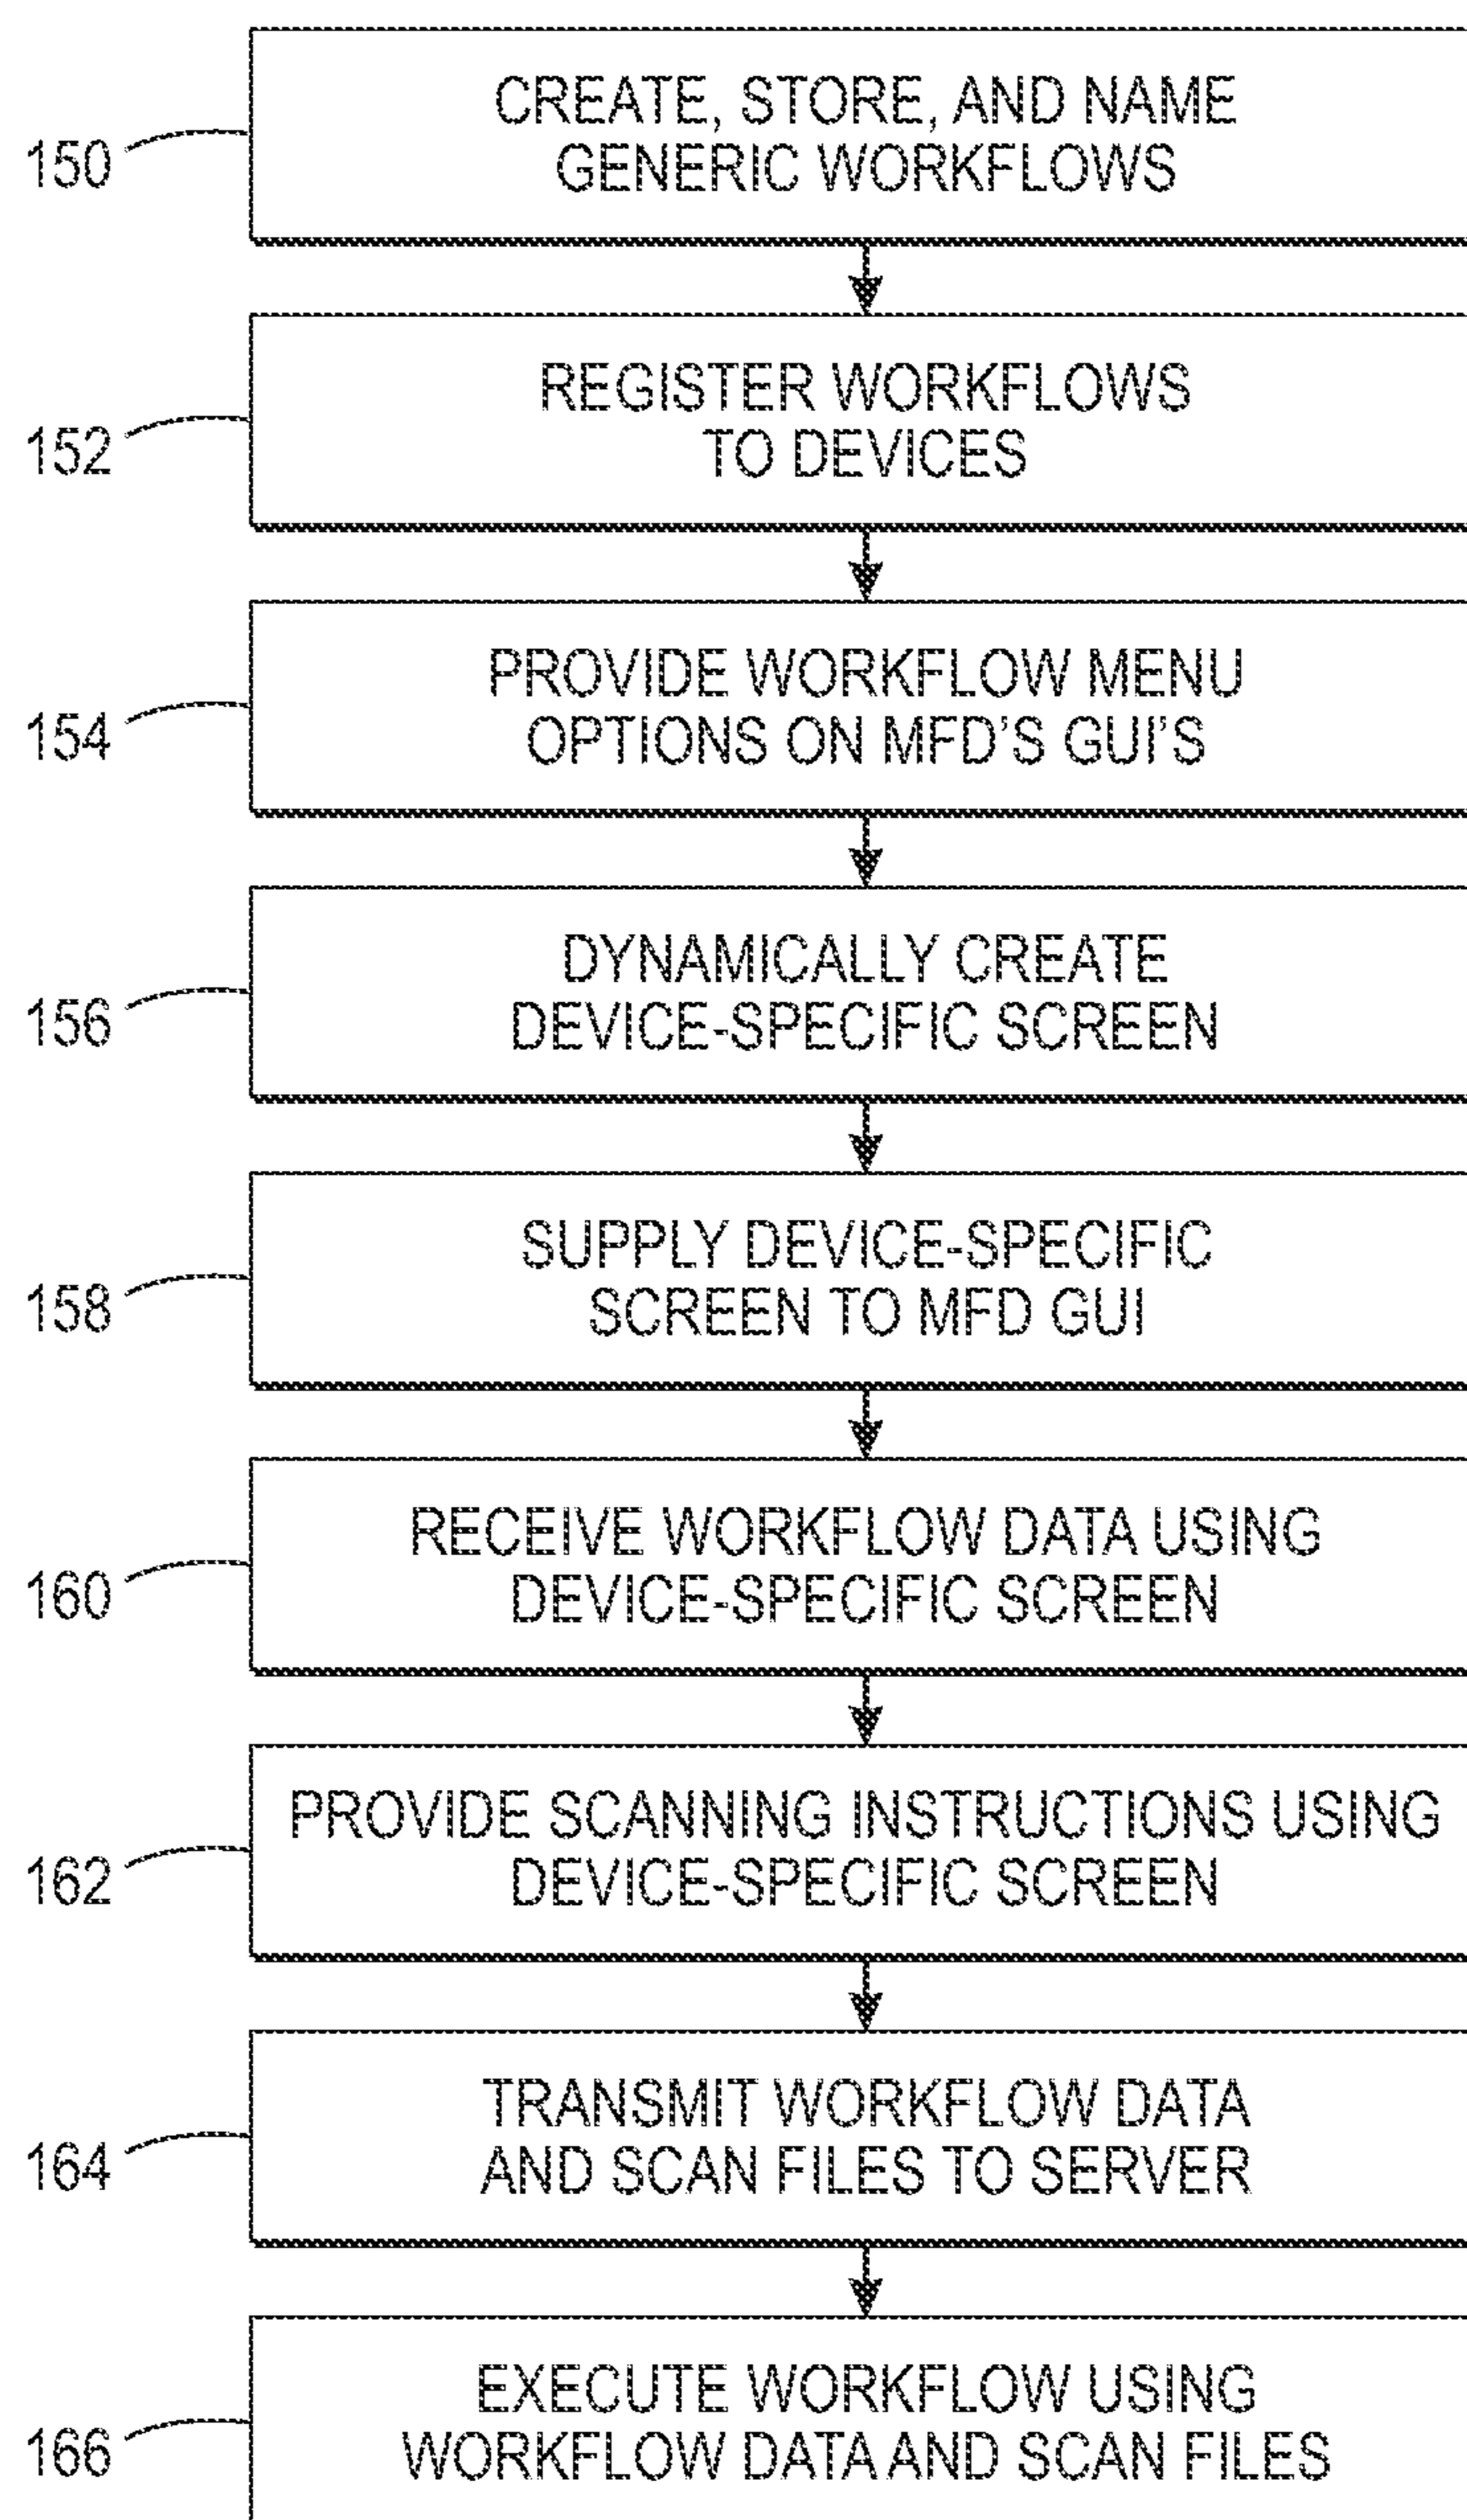 CREATE, STORE, AND NAME
GENERIC WORKFLOWS
150
REGISTER WORKFLOWS
TO DEVICES
152
PROVIDE WORKFLOW MENU
OPTIONS ON MFD'S GUI'S
154
DYNAMICALLY CREATE
DEVICE-SPECIFIC SCREEN
156
SUPPLY DEVICE-SPECIFIC
SCREEN TO MFD GUI
158
RECEIVE WORKFLOW DATA USING
DEVICE-SPECIFIC SCREEN
160
PROVIDE SCANNING INSTRUCTIONS USING
DEVICE-SPECIFIC SCREEN
162
TRANSMIT WORKFLOW DATA
AND SCAN FILES TO SERVER
164
EXECUTE WORKFLOW USING
WORKFLOW DATA AND SCAN FILES
166